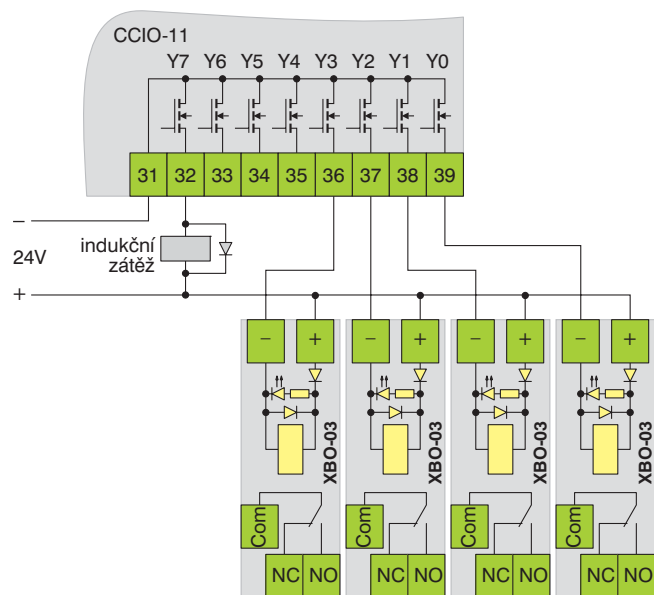 CCIO-11
Y7 Y6 Y5 Y4 Y3 Y2 Y1 Y0
31 32 33 34 35 36 37 38 39
–
24V
+
indukční
zátěž
– + – + – + – +
XBO-03 XBO-03 XBO-03 XBO-03
Com Com Com Com
NC NO NC NO NC NO NC NO